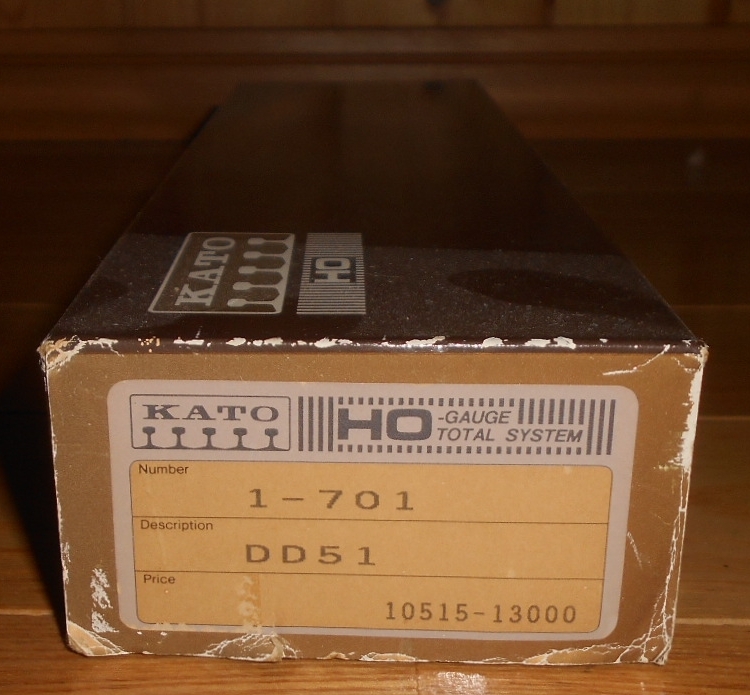 KATO
HO
KATO
HO-GAUGE
TOTAL SYSTEM
Number
1-701
Description
DD51
Price
10515-13000